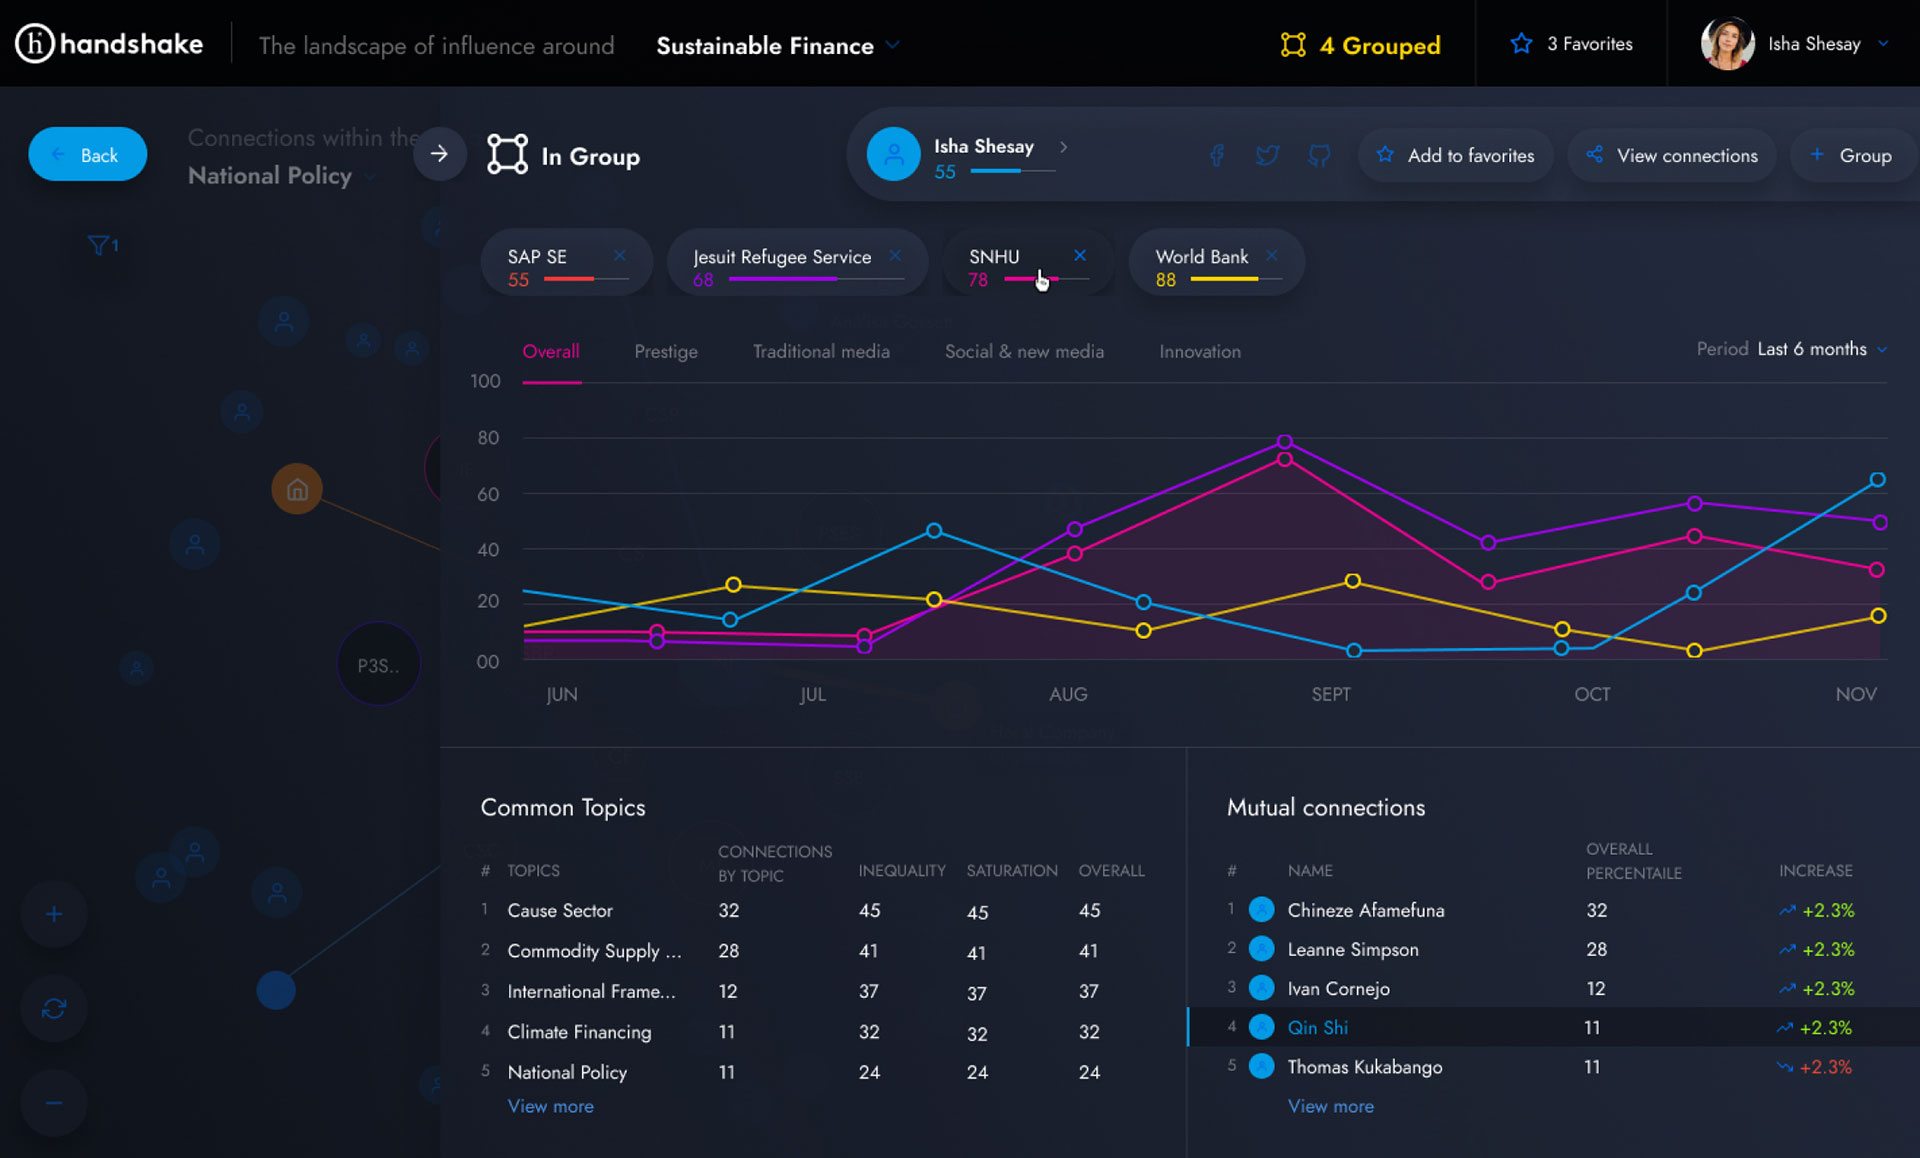 handshake
The landscape of influence around Sustainable Finance
4 Grouped
3 Favorites
Isha Shesay
Back
Connections within the
National Policy
1
In Group
Isha Shesay
55
Add to favorites
View connections
+ Group
SAP SE
55
Jesuit Refugee Service
68
SNHU
78
World Bank
88
Overall Prestige Traditional media Social & new media Innovation
Period Last 6 months
100
80
60
40
20
00
JUN JUL AUG SEPT OCT NOV
P3S..
Common Topics
# TOPICS CONNECTIONS BY TOPIC INEQUALITY SATURATION OVERALL
1 Cause Sector 32 45 45 45
2 Commodity Supply ... 28 41 41 41
3 International Frame... 12 37 37 37
4 Climate Financing 11 32 32 32
5 National Policy 11 24 24 24
View more
Mutual connections
# NAME OVERALL PERCENTAILE INCREASE
1 Chineze Afamefuna 32 +2.3%
2 Leanne Simpson 28 +2.3%
3 Ivan Cornejo 12 +2.3%
4 Qin Shi 11 +2.3%
5 Thomas Kukabango 11 +2.3%
View more